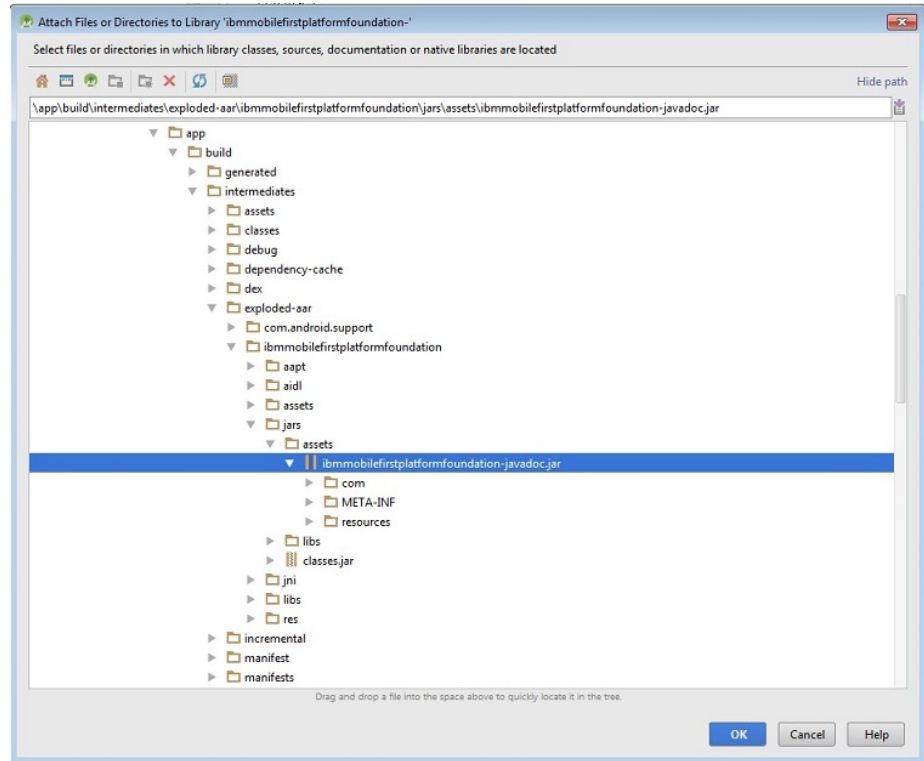 Attach Files or Directories to Library 'ibmmobilefirstplatformfoundation-'
Select files or directories in which library classes, sources, documentation or native libraries are located
Hide path
\app\build\intermediates\exploded-aar\ibmmobilefirstplatformfoundation\jars\assets\ibmmobilefirstplatformfoundation-javadoc.jar
app
build
generated
intermediates
assets
classes
debug
dependency-cache
dex
exploded-aar
com.android.support
ibmmobilefirstplatformfoundation
aapt
aidl
assets
jars
assets
ibmmobilefirstplatformfoundation-javadoc.jar
com
META-INF
resources
libs
classes.jar
jni
libs
res
incremental
manifest
manifests
Drag and drop a file into the space above to quickly locate it in the tree.
OK Cancel Help